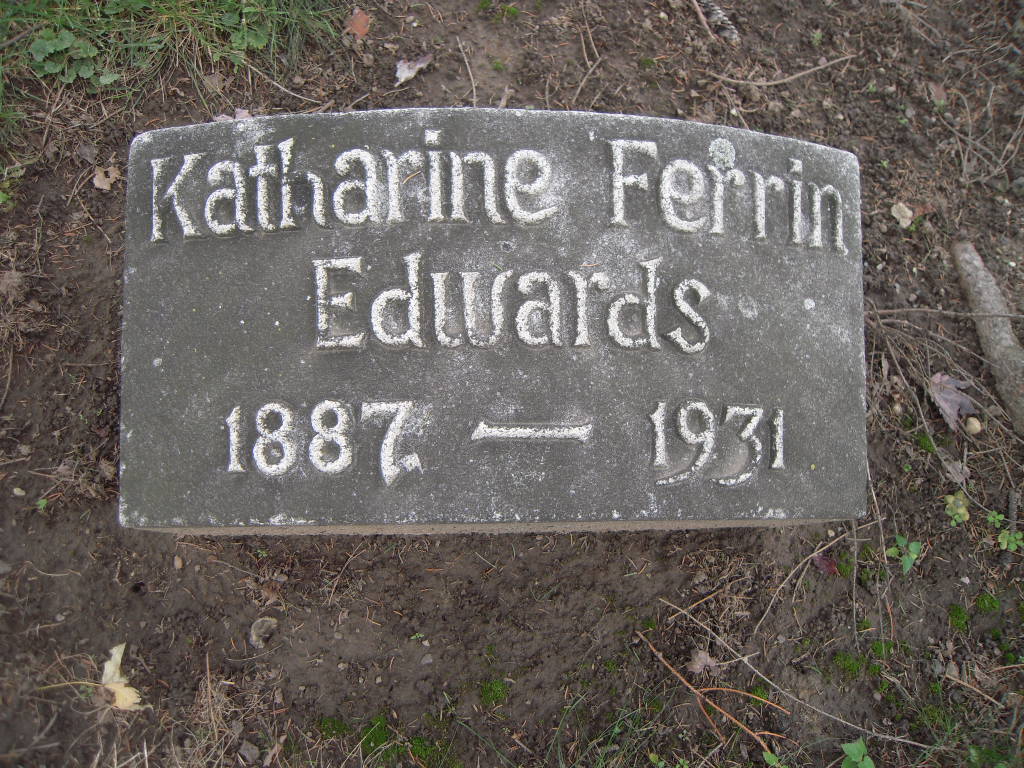 Katharine Ferrin
Edwards
1887 — 1931